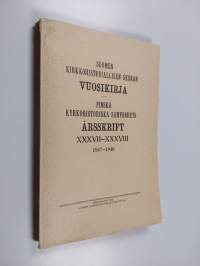 SUOMEN
KIRKKOHISTORIALLISEN SEURAN
VUOSIKIRJA
FINSKA
KYRKOHISTORISKA SAMFUNDETS
ÅRSSKRIFT
XXXVII—XXXVIII
1947—1948